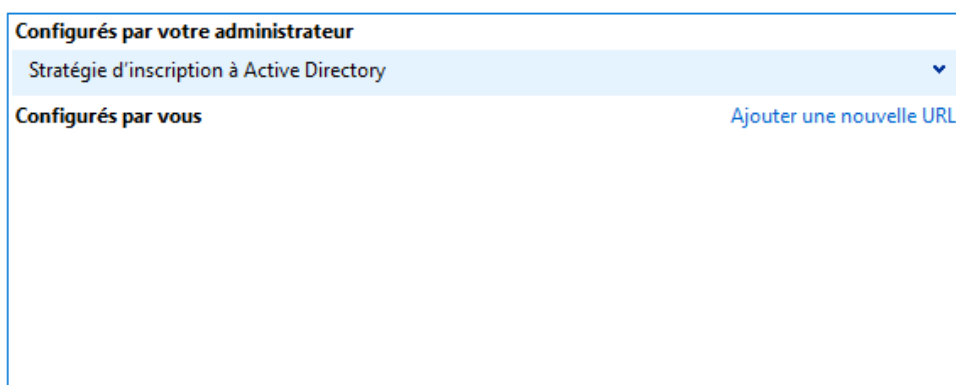 Configurés par votre administrateur
Stratégie d'inscription à Active Directory
Configurés par vous
Ajouter une nouvelle URL